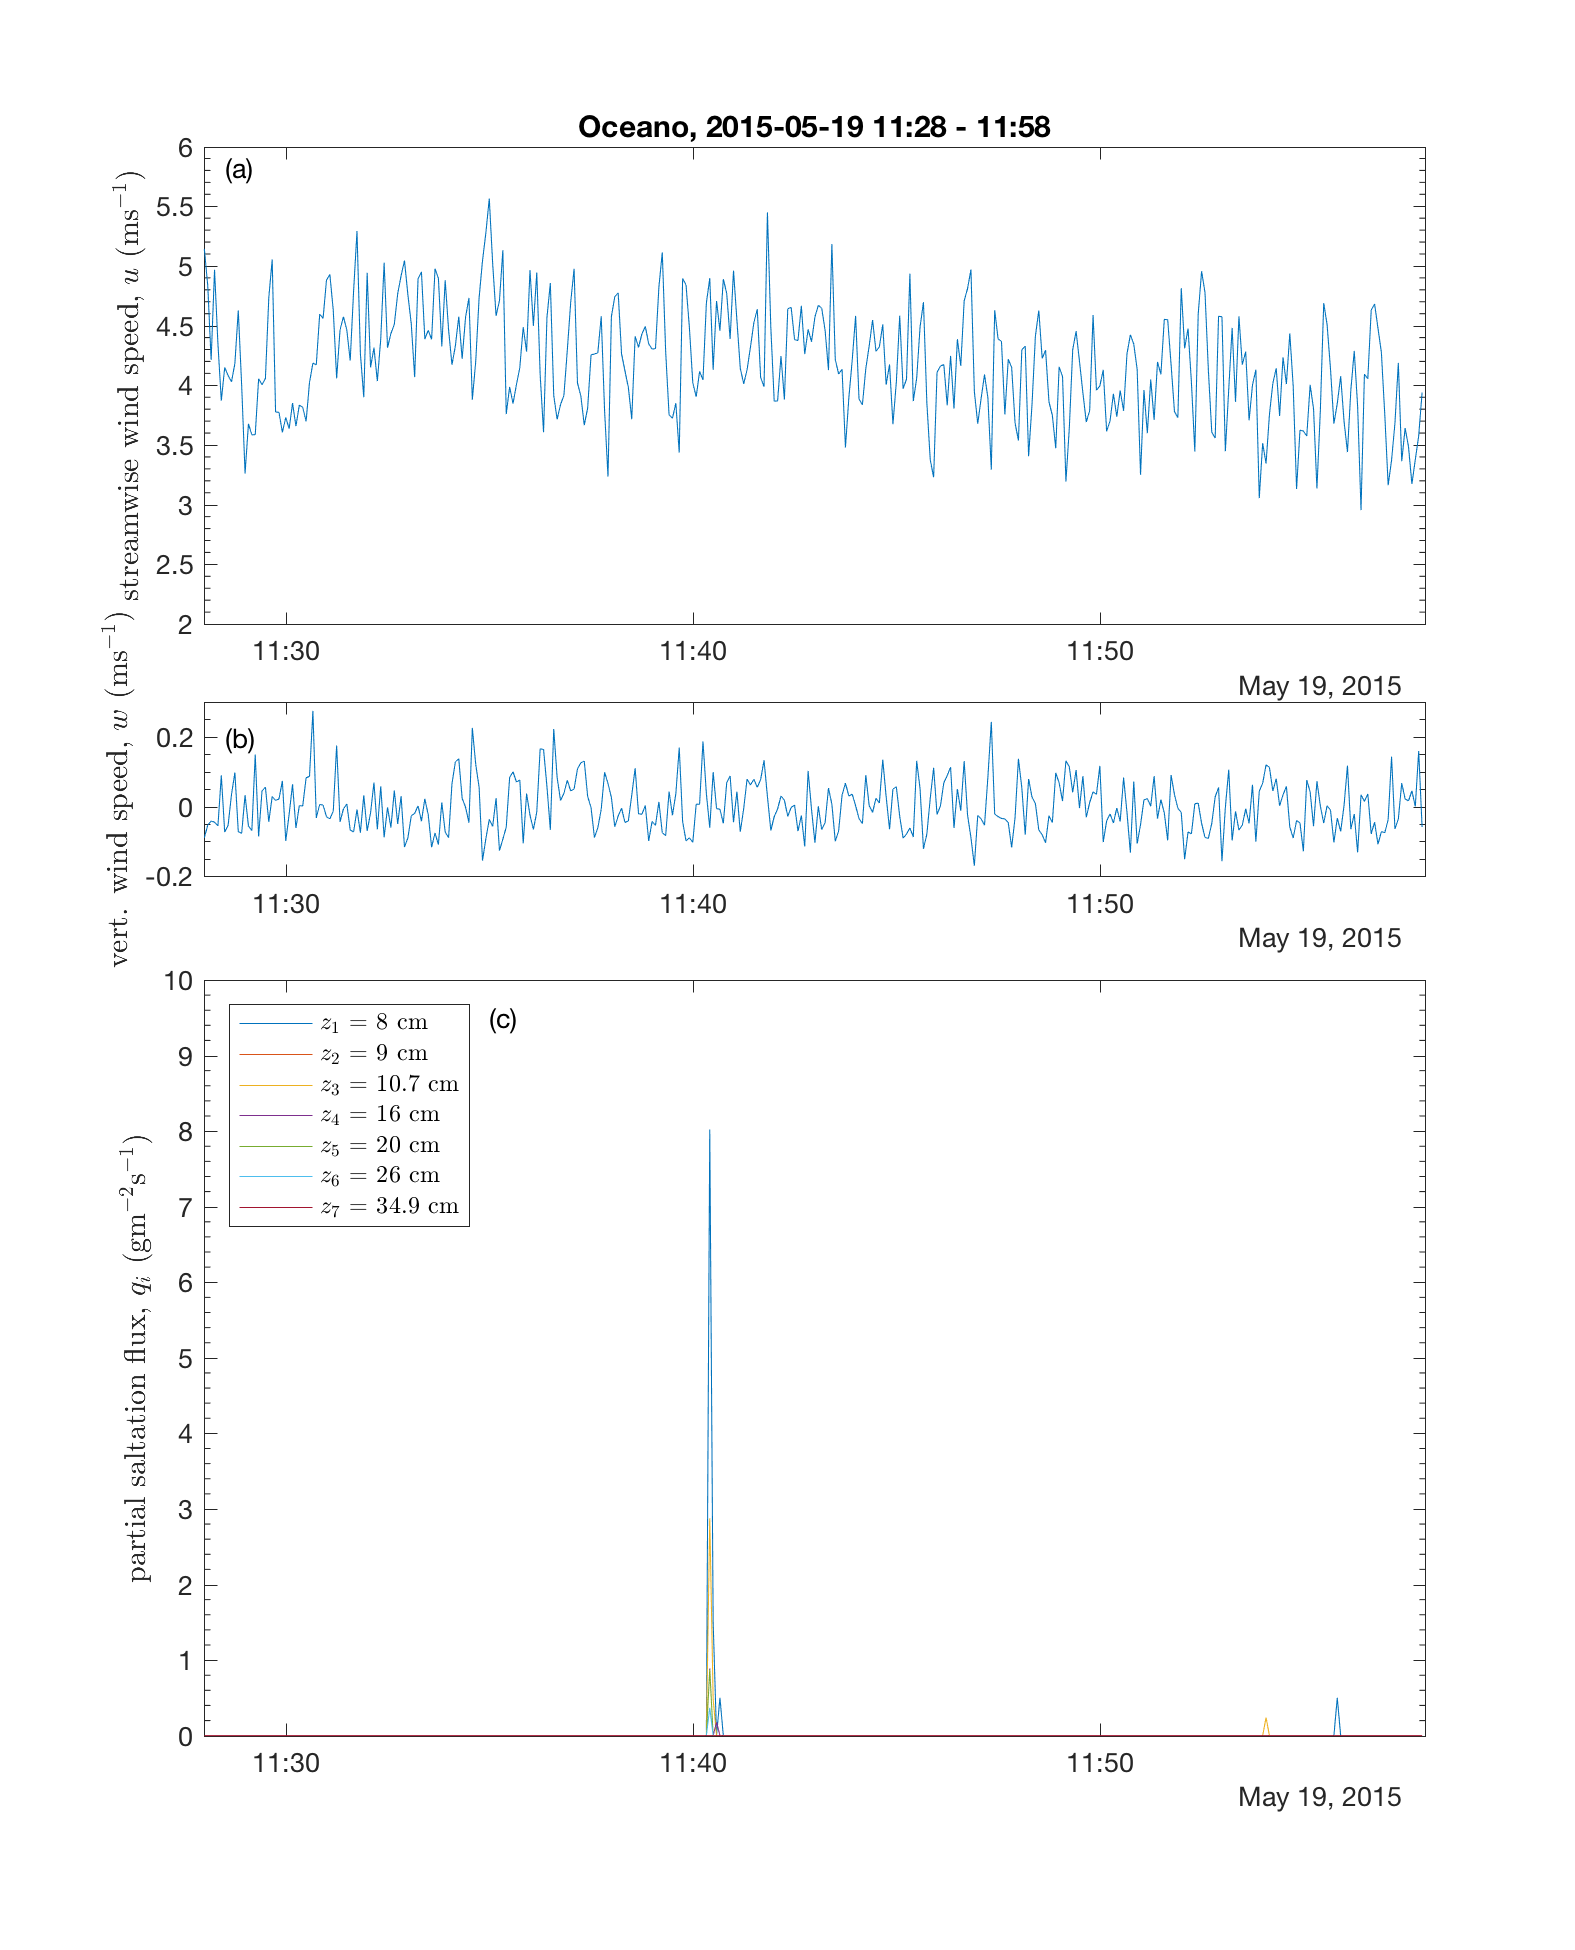 Oceano, 2015-05-19 11:28 - 11:58
(a)
streamwise wind speed, u (ms⁻¹)
6
5.5
5
4.5
4
3.5
3
2.5
2
11:30 11:40 11:50
May 19, 2015
(b)
vert. wind speed, w (ms⁻¹)
0.2
0
-0.2
11:30 11:40 11:50
May 19, 2015
(c)
partial saltation flux, qᵢ (gm⁻²s⁻¹)
10
9
8
7
6
5
4
3
2
1
0
z₁ = 8 cm
z₂ = 9 cm
z₃ = 10.7 cm
z₄ = 16 cm
z₅ = 20 cm
z₆ = 26 cm
z₇ = 34.9 cm
11:30 11:40 11:50
May 19, 2015